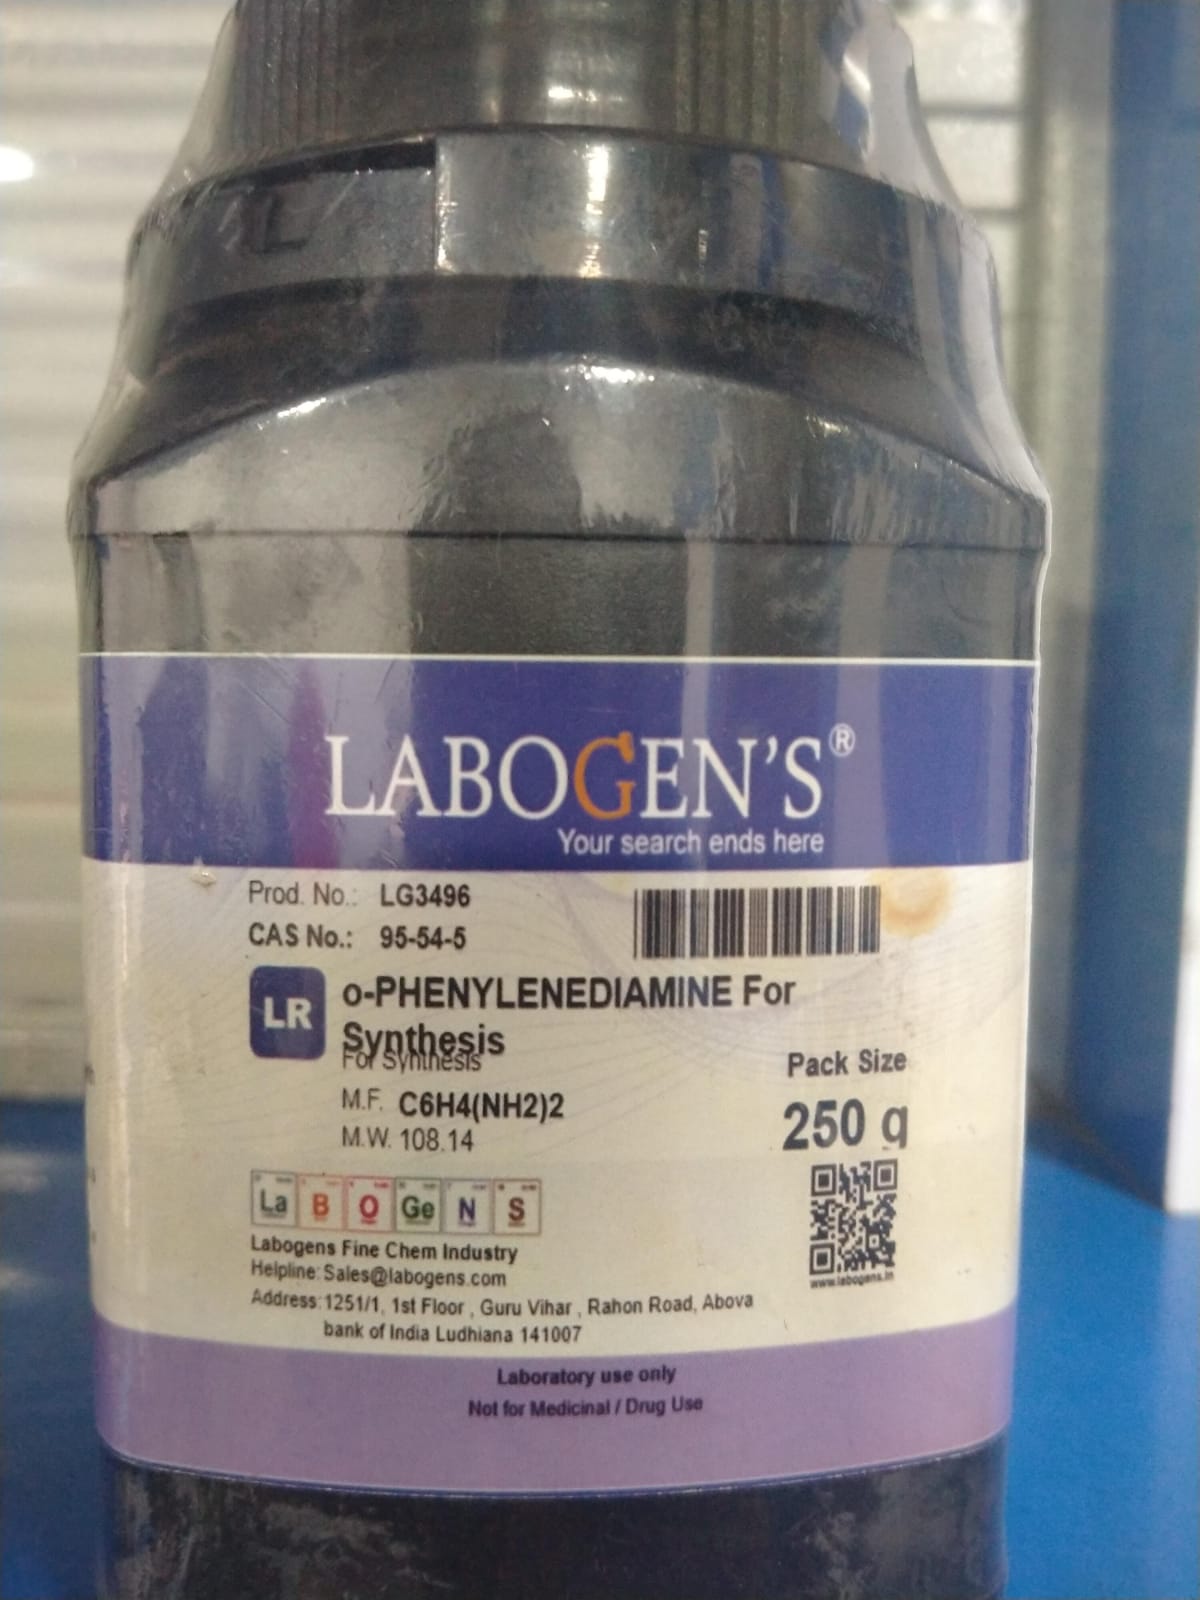 LABOGEN'S®
Your search ends here
Prod. No.: LG3496
CAS No.: 95-54-5
LR
o-PHENYLENEDIAMINE For
Synthesis
For Synthesis
Pack Size
250 g
M.F. C6H4(NH2)2
M.W. 108.14
La B O Ge N S
www.labogens.in
Labogens Fine Chem Industry
Helpline: Sales@labogens.com
Address: 1251/1, 1st Floor , Guru Vihar , Rahon Road, Abova
bank of India Ludhiana 141007
Laboratory use only
Not for Medicinal / Drug Use